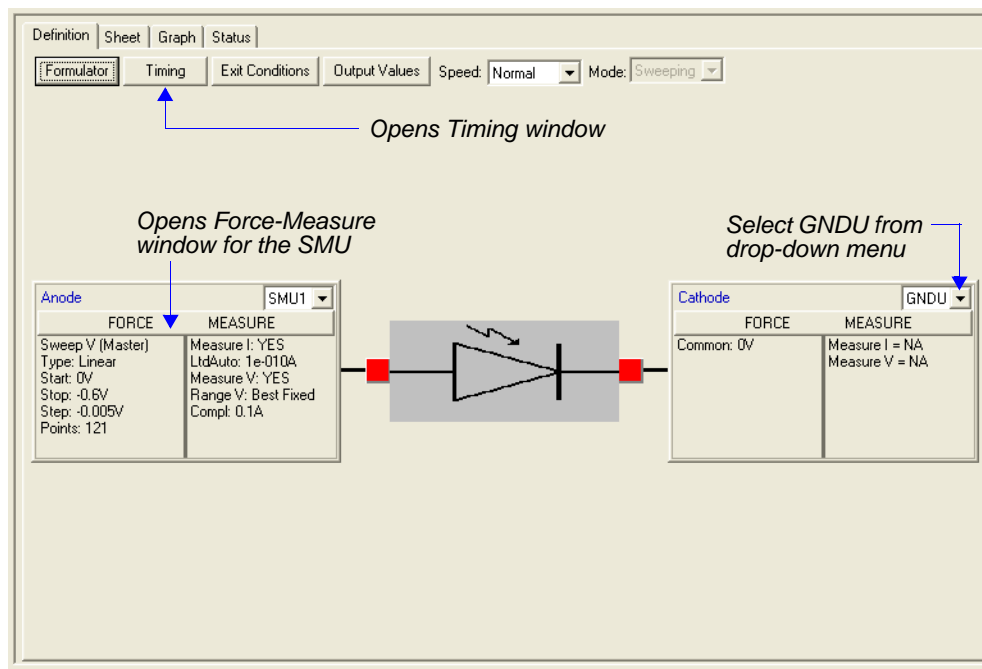 Definition Sheet Graph Status
Formulator Timing Exit Conditions Output Values Speed: Normal Mode: Sweeping
Opens Timing window
Opens Force-Measure
window for the SMU
Select GNDU from
drop-down menu
Anode SMU1
FORCE MEASURE
Sweep V (Master)
Type: Linear
Start: 0V
Stop: -0.6V
Step: -0.005V
Points: 121
Measure I: YES
LtdAuto: 1e-010A
Measure V: YES
Range V: Best Fixed
Compl: 0.1A
Cathode GNDU
FORCE MEASURE
Common: 0V
Measure I = NA
Measure V = NA